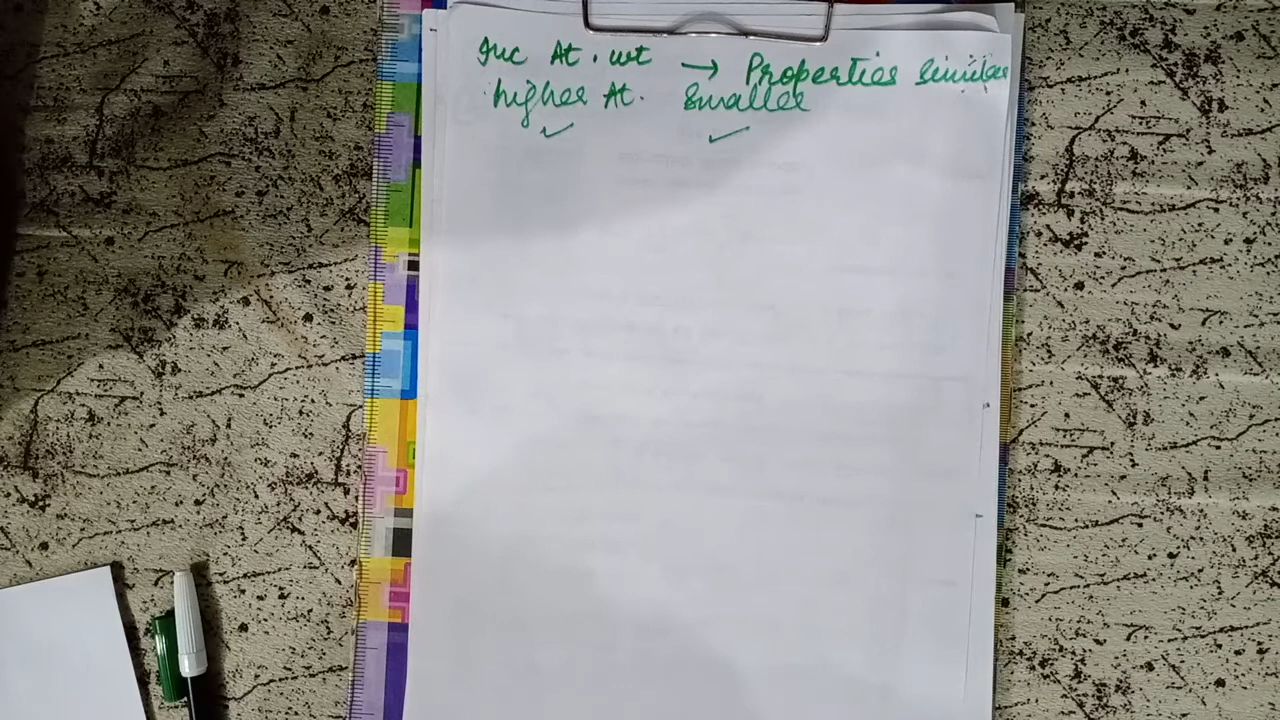 Inc At. wt → Properties similar
higher At. smaller